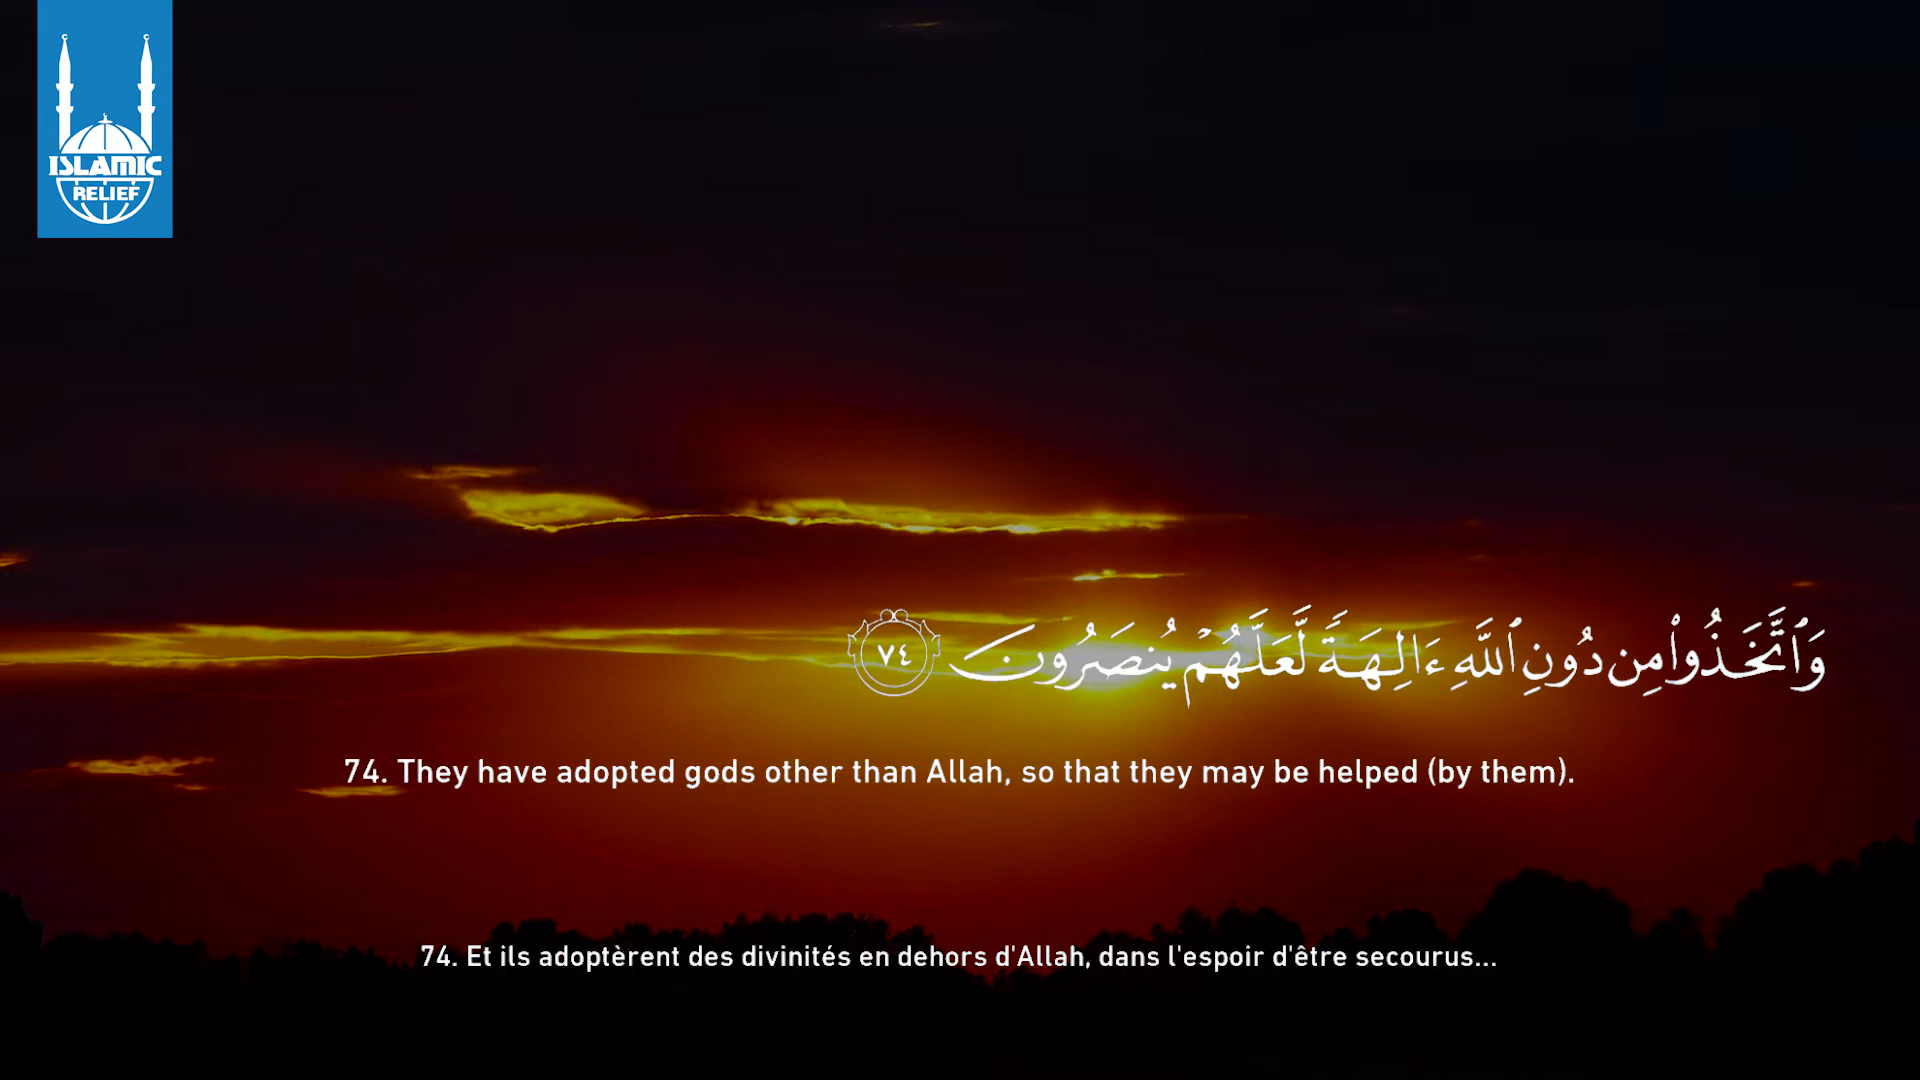 ISLAMIC
RELIEF
وَٱتَّخَذُوا۟ مِن دُونِ ٱللَّهِ ءَالِهَةً لَّعَلَّهُمْ يُنصَرُونَ ٧٤
74. They have adopted gods other than Allah, so that they may be helped (by them).
74. Et ils adoptèrent des divinités en dehors d'Allah, dans l'espoir d'être secourus...